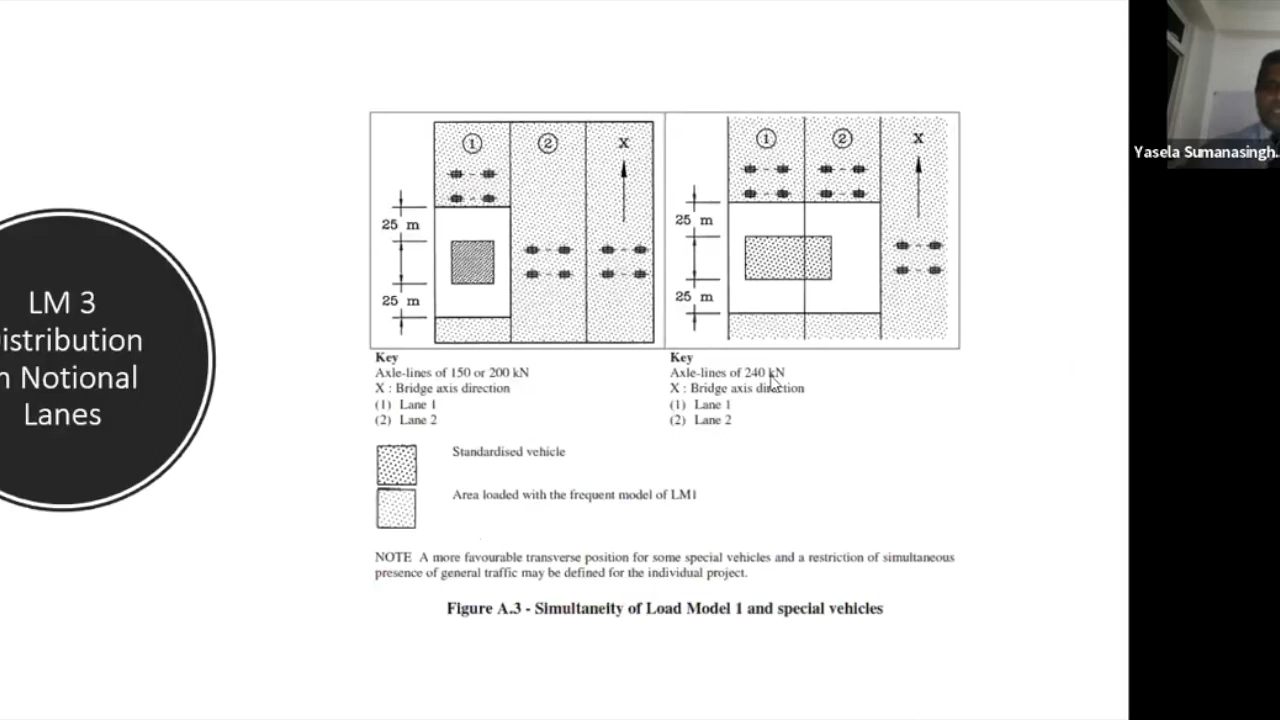 LM 3
istribution
n Notional
Lanes
① ② X
25 m
25 m
① ② X
25 m
25 m
Key
Axle-lines of 150 or 200 kN
X : Bridge axis direction
(1) Lane 1
(2) Lane 2
Key
Axle-lines of 240 kN
X : Bridge axis direction
(1) Lane 1
(2) Lane 2
Standardised vehicle
Area loaded with the frequent model of LM1
NOTE A more favourable transverse position for some special vehicles and a restriction of simultaneous
presence of general traffic may be defined for the individual project.
Figure A.3 - Simultaneity of Load Model 1 and special vehicles
Yasela Sumanasingh.